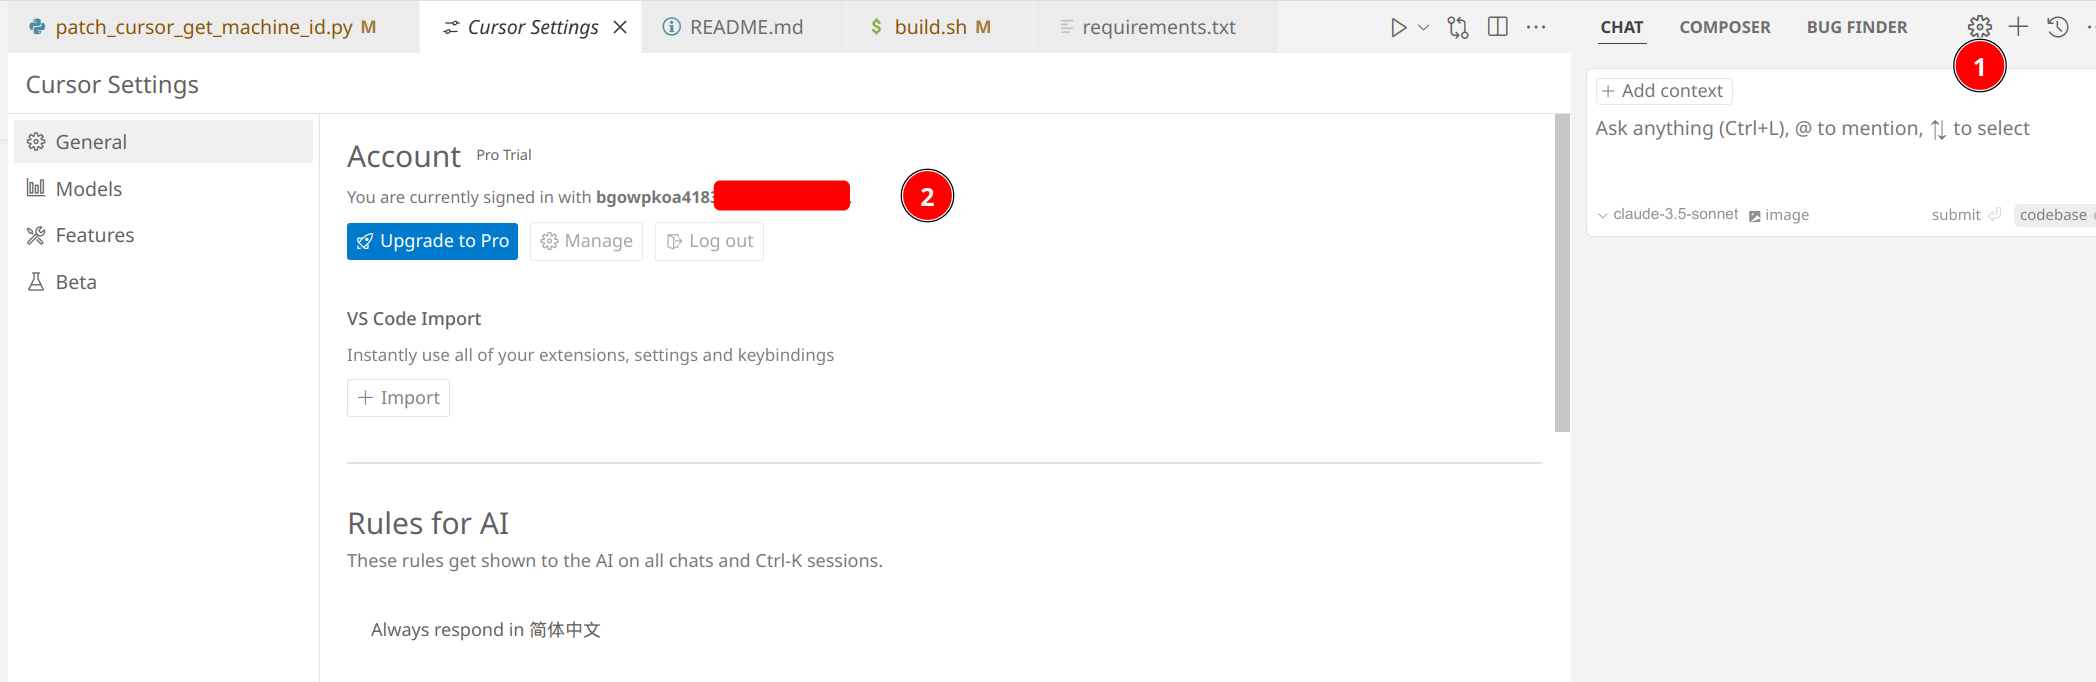 patch_cursor_get_machine_id.py M
Cursor Settings
README.md
$ build.sh M
requirements.txt
CHAT
COMPOSER
BUG FINDER
1
Cursor Settings
General
Models
Features
Beta
Account Pro Trial
You are currently signed in with bgowpkoa418
2
Upgrade to Pro
Manage
Log out
VS Code Import
Instantly use all of your extensions, settings and keybindings
+ Import
Rules for AI
These rules get shown to the AI on all chats and Ctrl-K sessions.
Always respond in 简体中文
+ Add context
Ask anything (Ctrl+L), @ to mention, ⇅ to select
claude-3.5-sonnet
image
submit
codebase